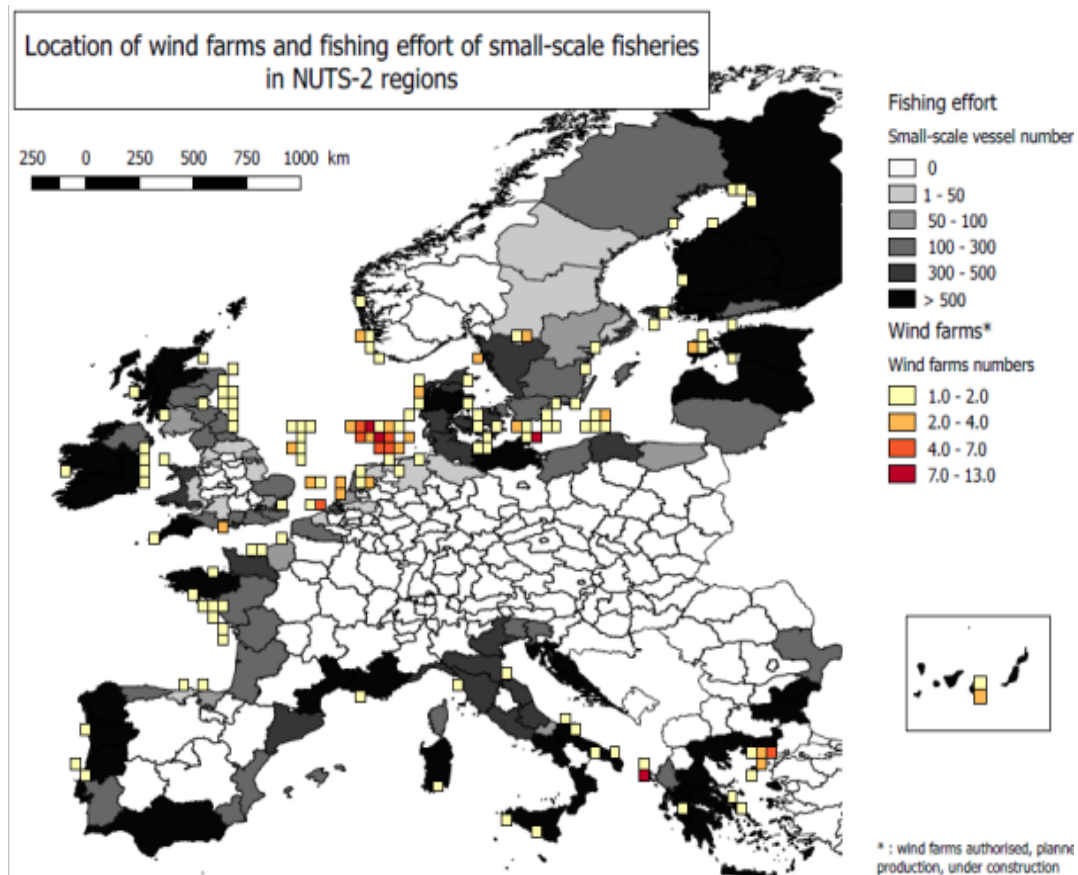 Location of wind farms and fishing effort of small-scale fisheries
in NUTS-2 regions
250 0 250 500 750 1000 km
Fishing effort
Small-scale vessel number
0
1 - 50
50 - 100
100 - 300
300 - 500
> 500
Wind farms*
Wind farms numbers
1.0 - 2.0
2.0 - 4.0
4.0 - 7.0
7.0 - 13.0
* : wind farms authorised, planne
production, under construction